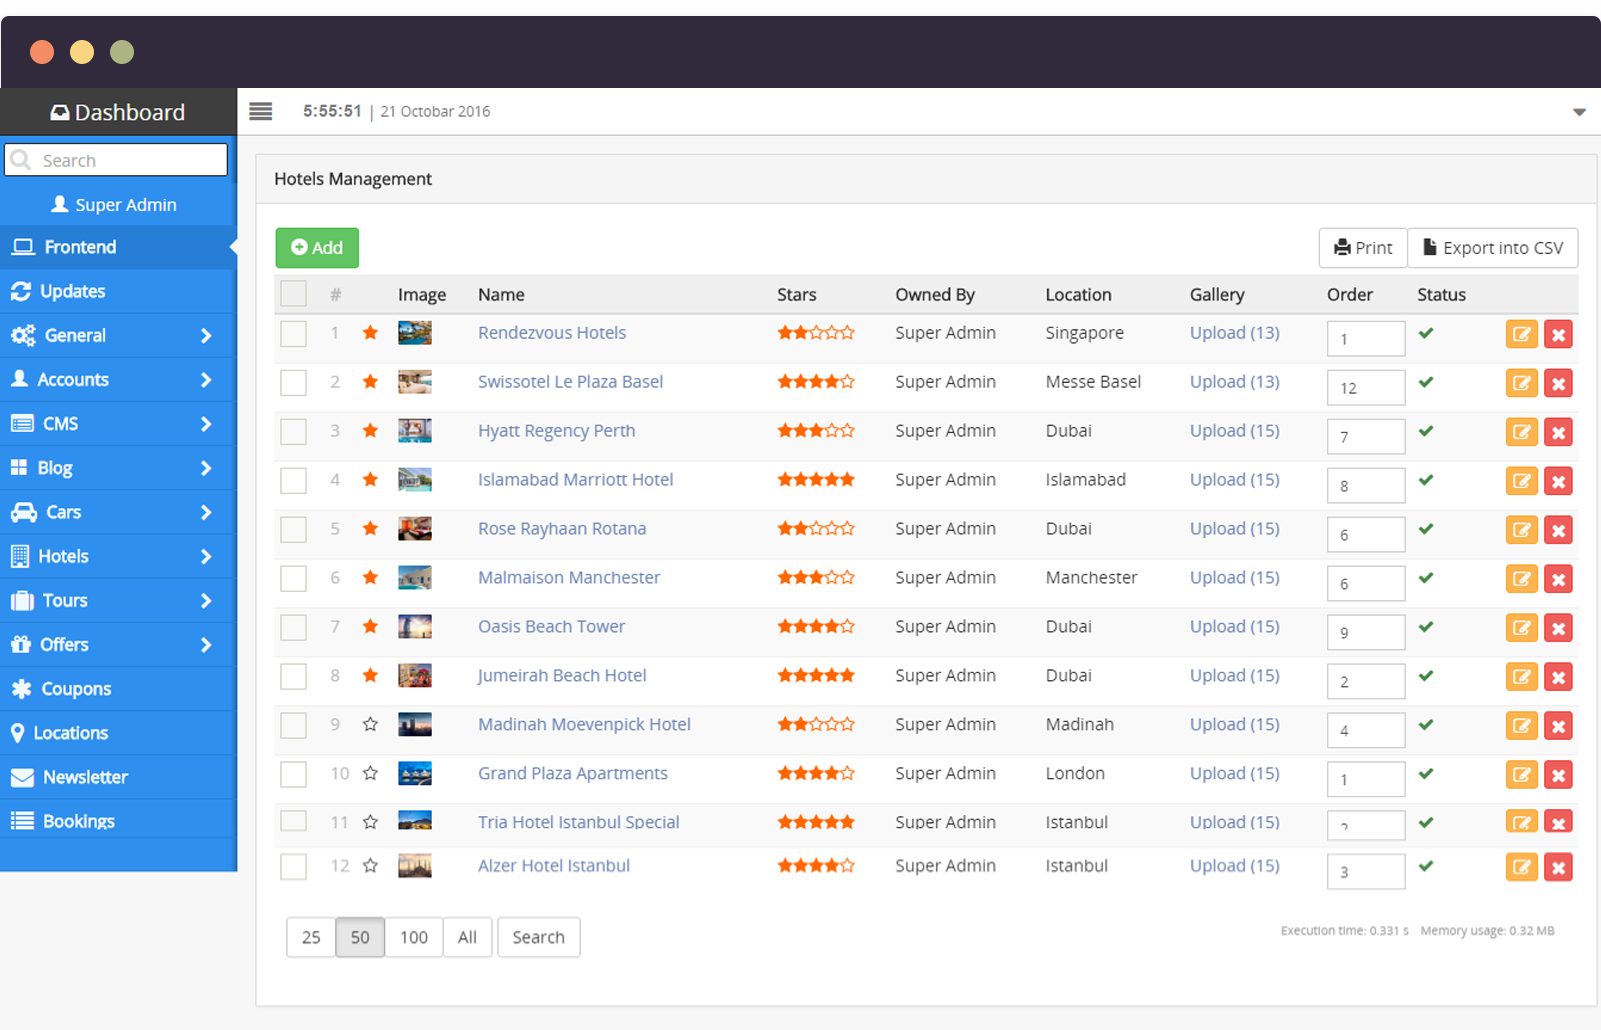 Dashboard
5:55:51 | 21 Octobar 2016
Search
Super Admin
Frontend
Updates
General
Accounts
CMS
Blog
Cars
Hotels
Tours
Offers
Coupons
Locations
Newsletter
Bookings
Hotels Management
Add
Print
Export into CSV
# Image Name Stars Owned By Location Gallery Order Status
1 Rendezvous Hotels Super Admin Singapore Upload (13) 1
2 Swissotel Le Plaza Basel Super Admin Messe Basel Upload (13) 12
3 Hyatt Regency Perth Super Admin Dubai Upload (15) 7
4 Islamabad Marriott Hotel Super Admin Islamabad Upload (15) 8
5 Rose Rayhaan Rotana Super Admin Dubai Upload (15) 6
6 Malmaison Manchester Super Admin Manchester Upload (15) 6
7 Oasis Beach Tower Super Admin Dubai Upload (15) 9
8 Jumeirah Beach Hotel Super Admin Dubai Upload (15) 2
9 Madinah Moevenpick Hotel Super Admin Madinah Upload (15) 4
10 Grand Plaza Apartments Super Admin London Upload (15) 1
11 Tria Hotel Istanbul Special Super Admin Istanbul Upload (15)
12 Alzer Hotel Istanbul Super Admin Istanbul Upload (15) 3
25 50 100 All Search
Execution time: 0.331 s Memory usage: 0.32 MB